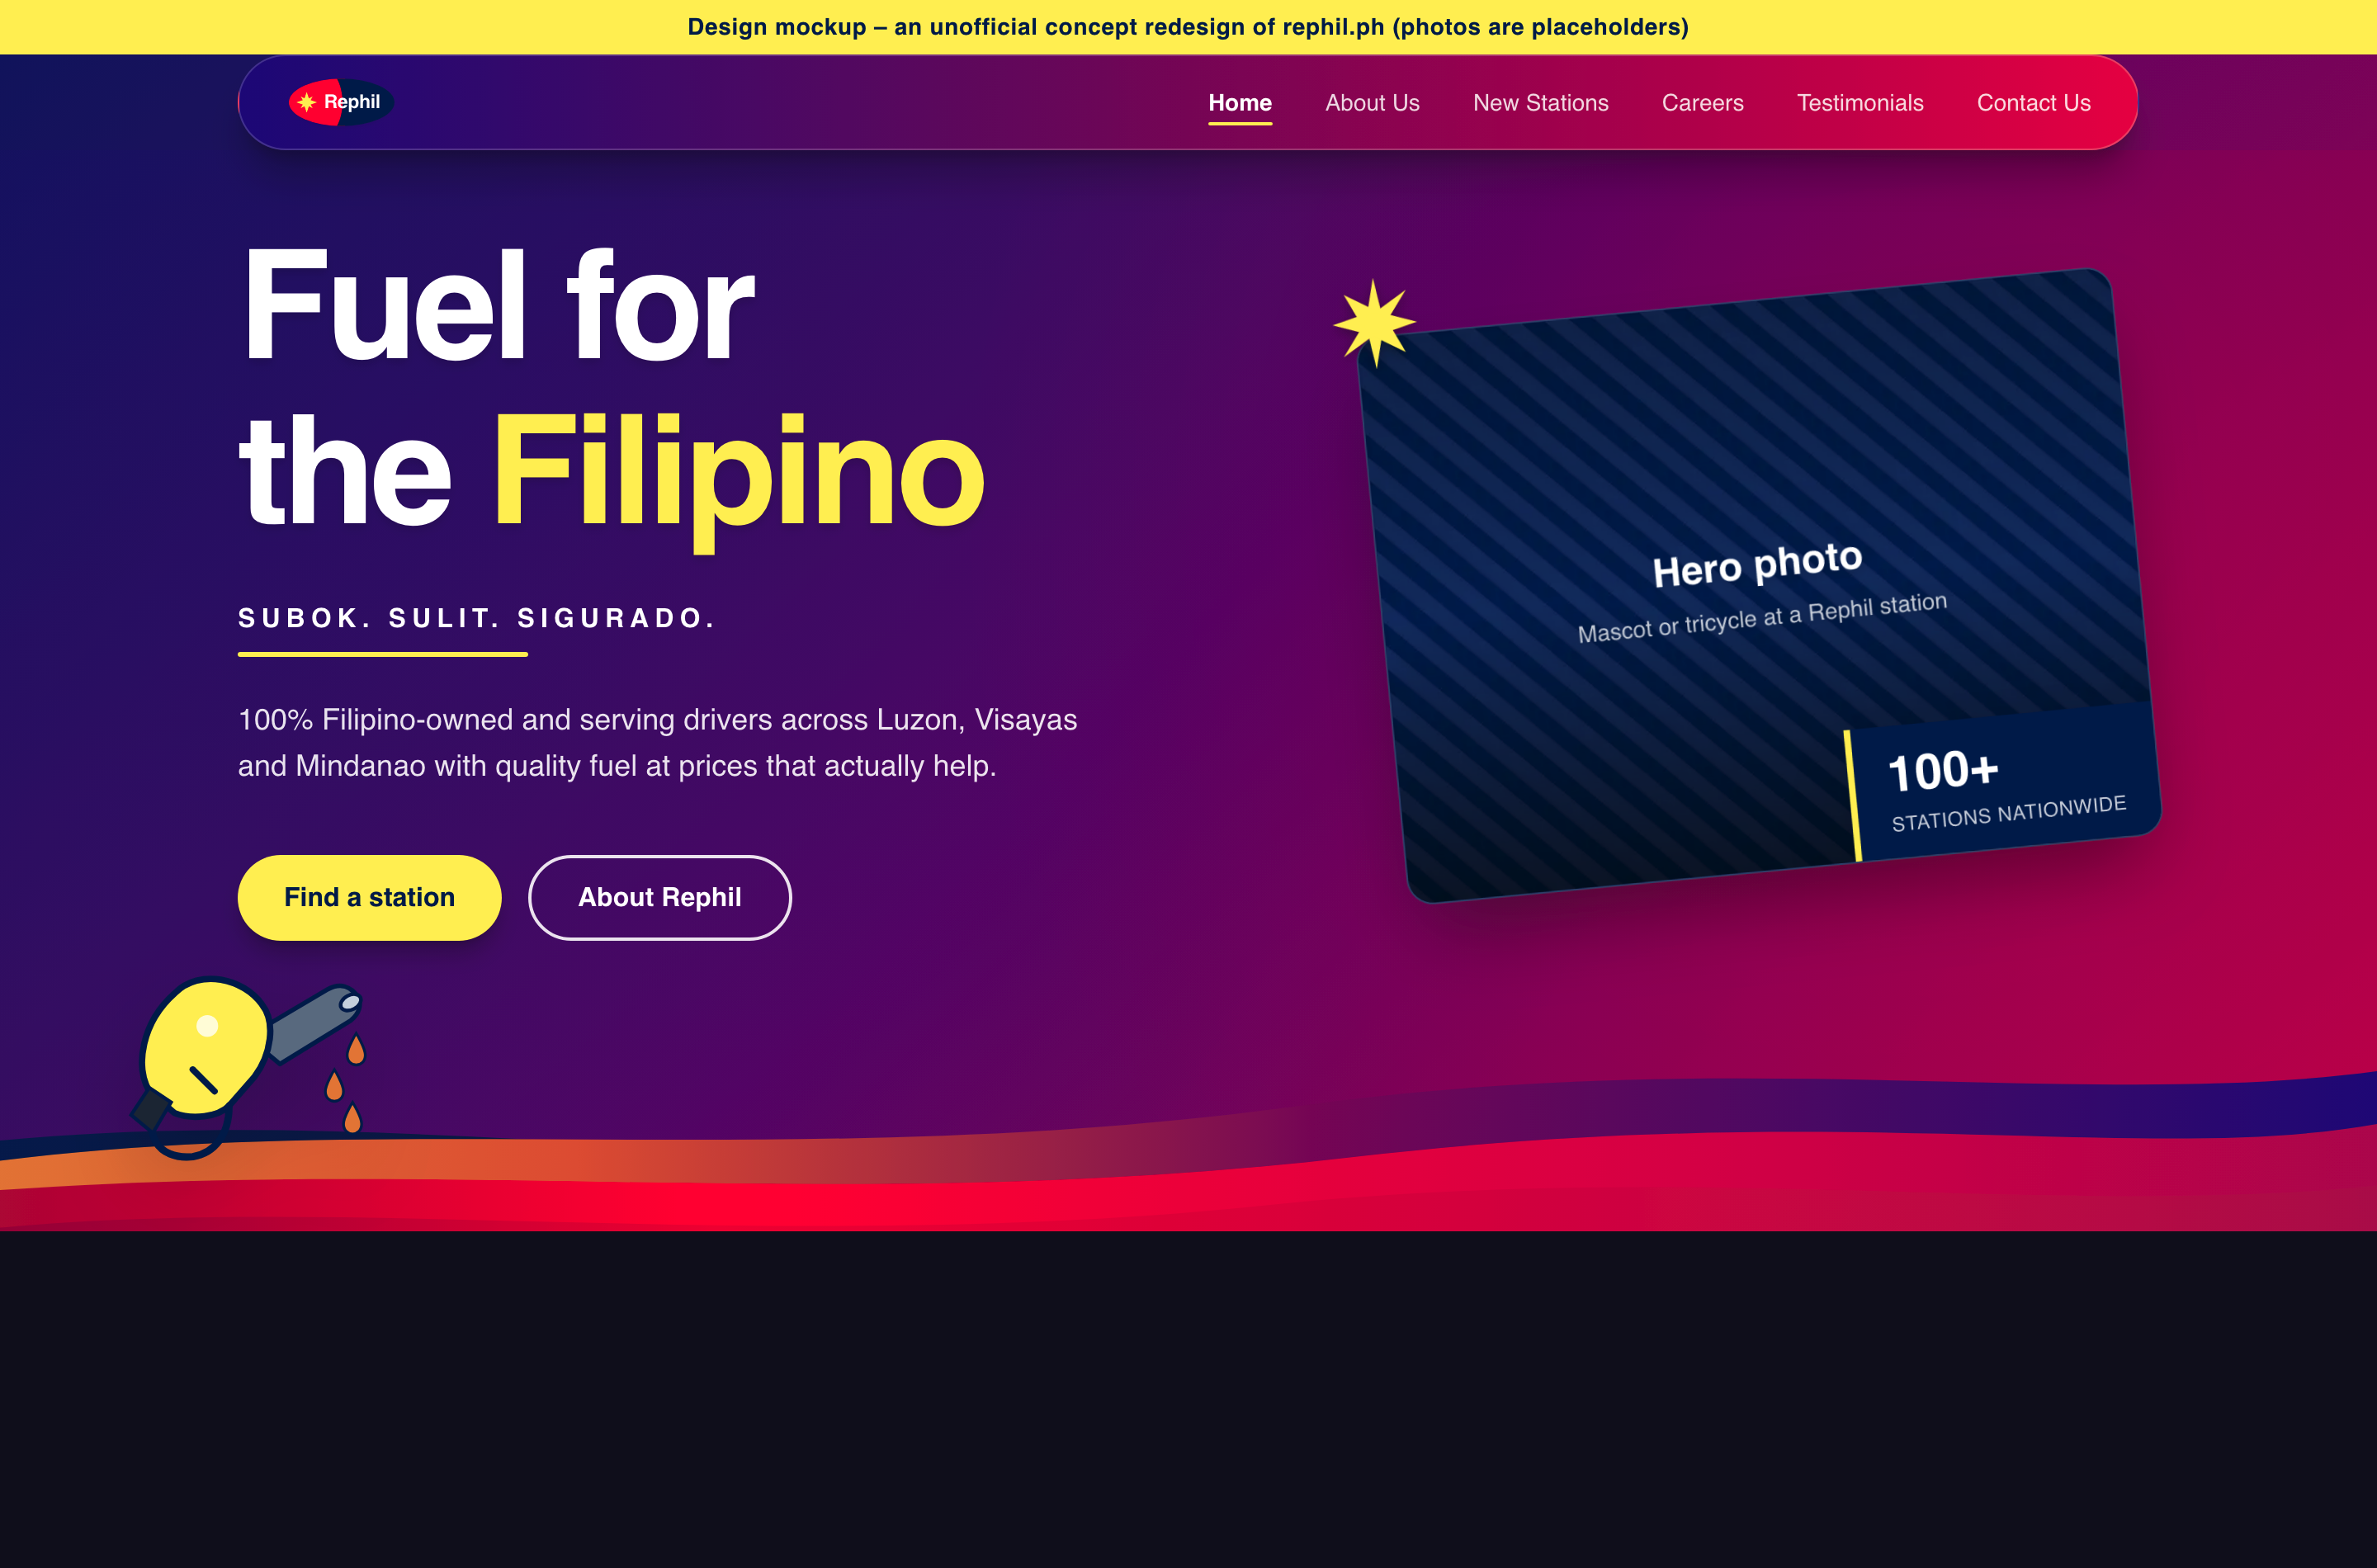 Design mockup – an unofficial concept redesign of rephil.ph (photos are placeholders)
Rephil
Home
About Us
New Stations
Careers
Testimonials
Contact Us
Fuel for
the Filipino
SUBOK. SULIT. SIGURADO.
100% Filipino-owned and serving drivers across Luzon, Visayas
and Mindanao with quality fuel at prices that actually help.
Find a station
About Rephil
Hero photo
Mascot or tricycle at a Rephil station
100+
STATIONS NATIONWIDE